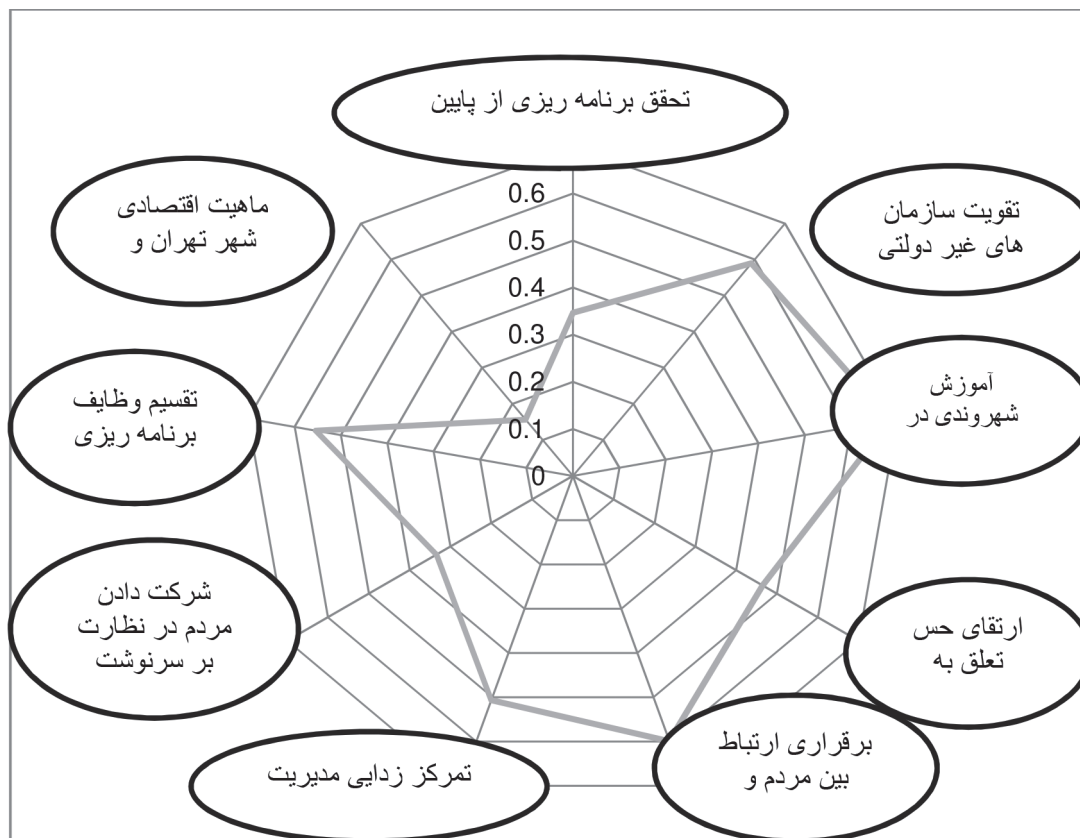 تحقق برنامه ریزی از پایین
تقویت سازمان
های غیر دولتی
آموزش
شهروندی در
ارتقای حس
تعلق به
برقراری ارتباط
بین مردم و
تمرکز زدایی مدیریت
شرکت دادن
مردم در نظارت
بر سرنوشت
تقسیم وظایف
برنامه ریزی
ماهیت اقتصادی
شهر تهران و
0.6
0.5
0.4
0.3
0.2
0.1
0